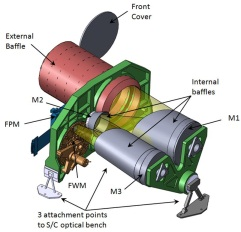 Front
Cover
External
Baffle
M2
FPM
Internal
baffles
M1
FWM
M3
3 attachment points
to S/C optical bench